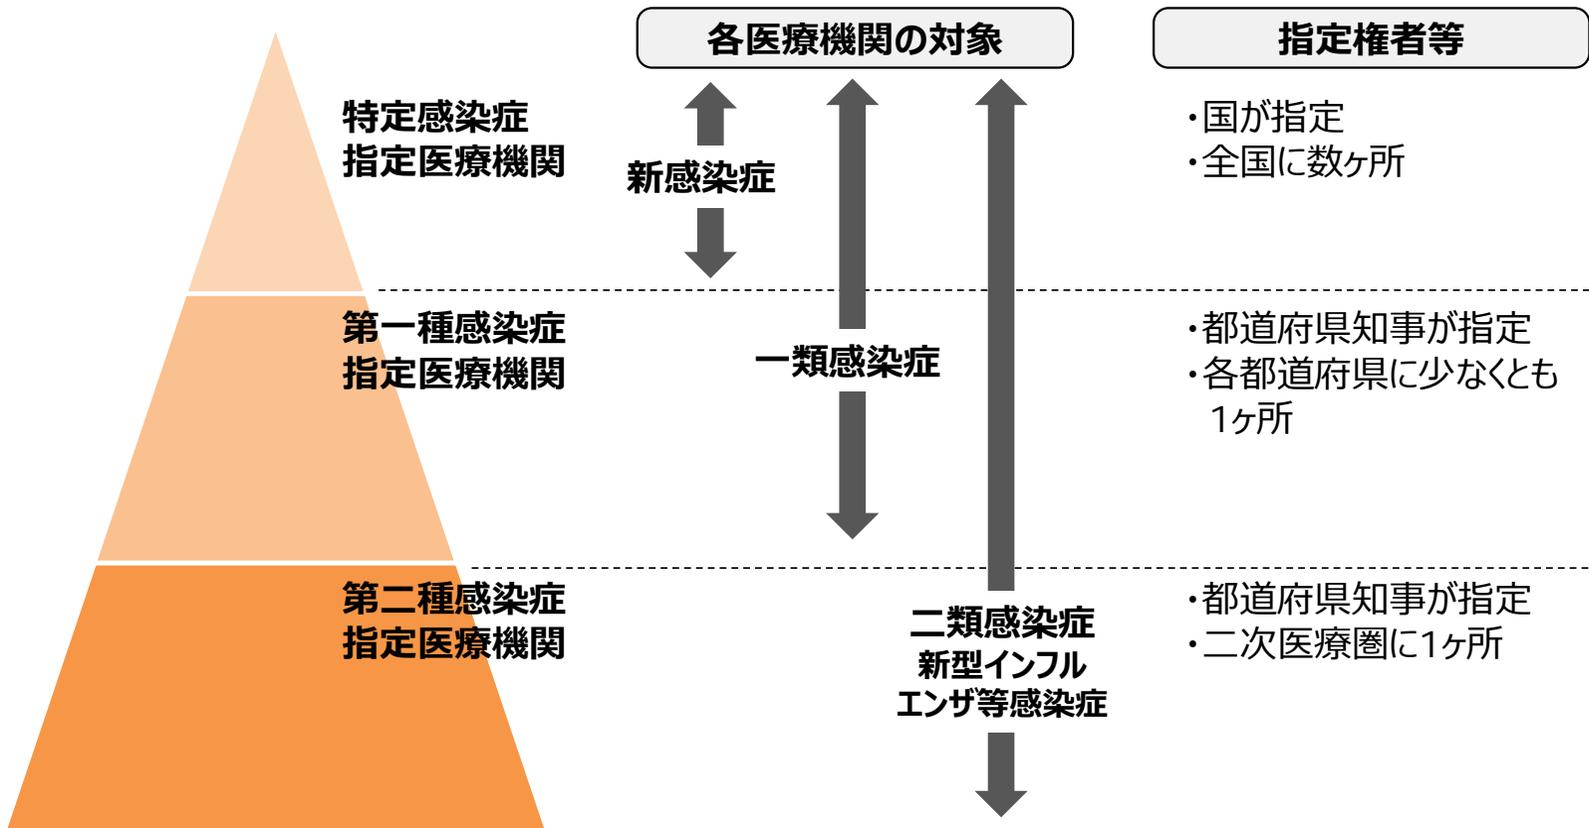 各医療機関の対象
指定権者等
特定感染症
指定医療機関
新感染症
・国が指定
・全国に数ヶ所
第一種感染症
指定医療機関
一類感染症
・都道府県知事が指定
・各都道府県に少なくとも
1ヶ所
第二種感染症
指定医療機関
二類感染症
新型インフル
エンザ等感染症
・都道府県知事が指定
・二次医療圏に1ヶ所